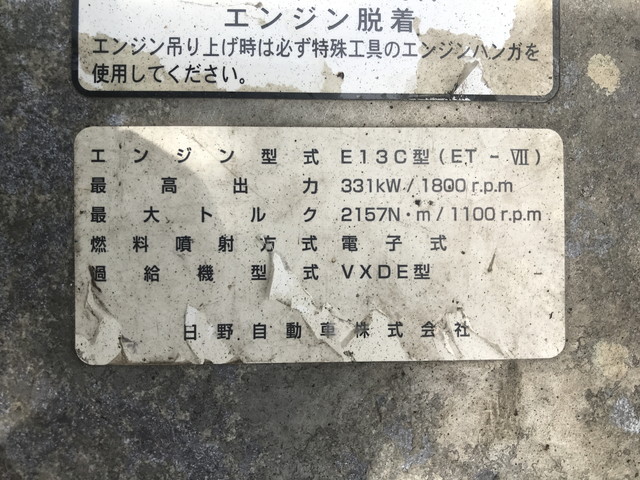 エンジン脱着
エンジン吊り上げ時は必ず特殊工具のエンジンハンガを
使用してください。
エンジン型式 E13C型(ET-Ⅶ)
最高出力 331kW/1800r.p.m
最大トルク 2157N・m/1100r.p.m
燃料噴射方式 電子式
過給機型式 VXDE型
日野自動車株式会社